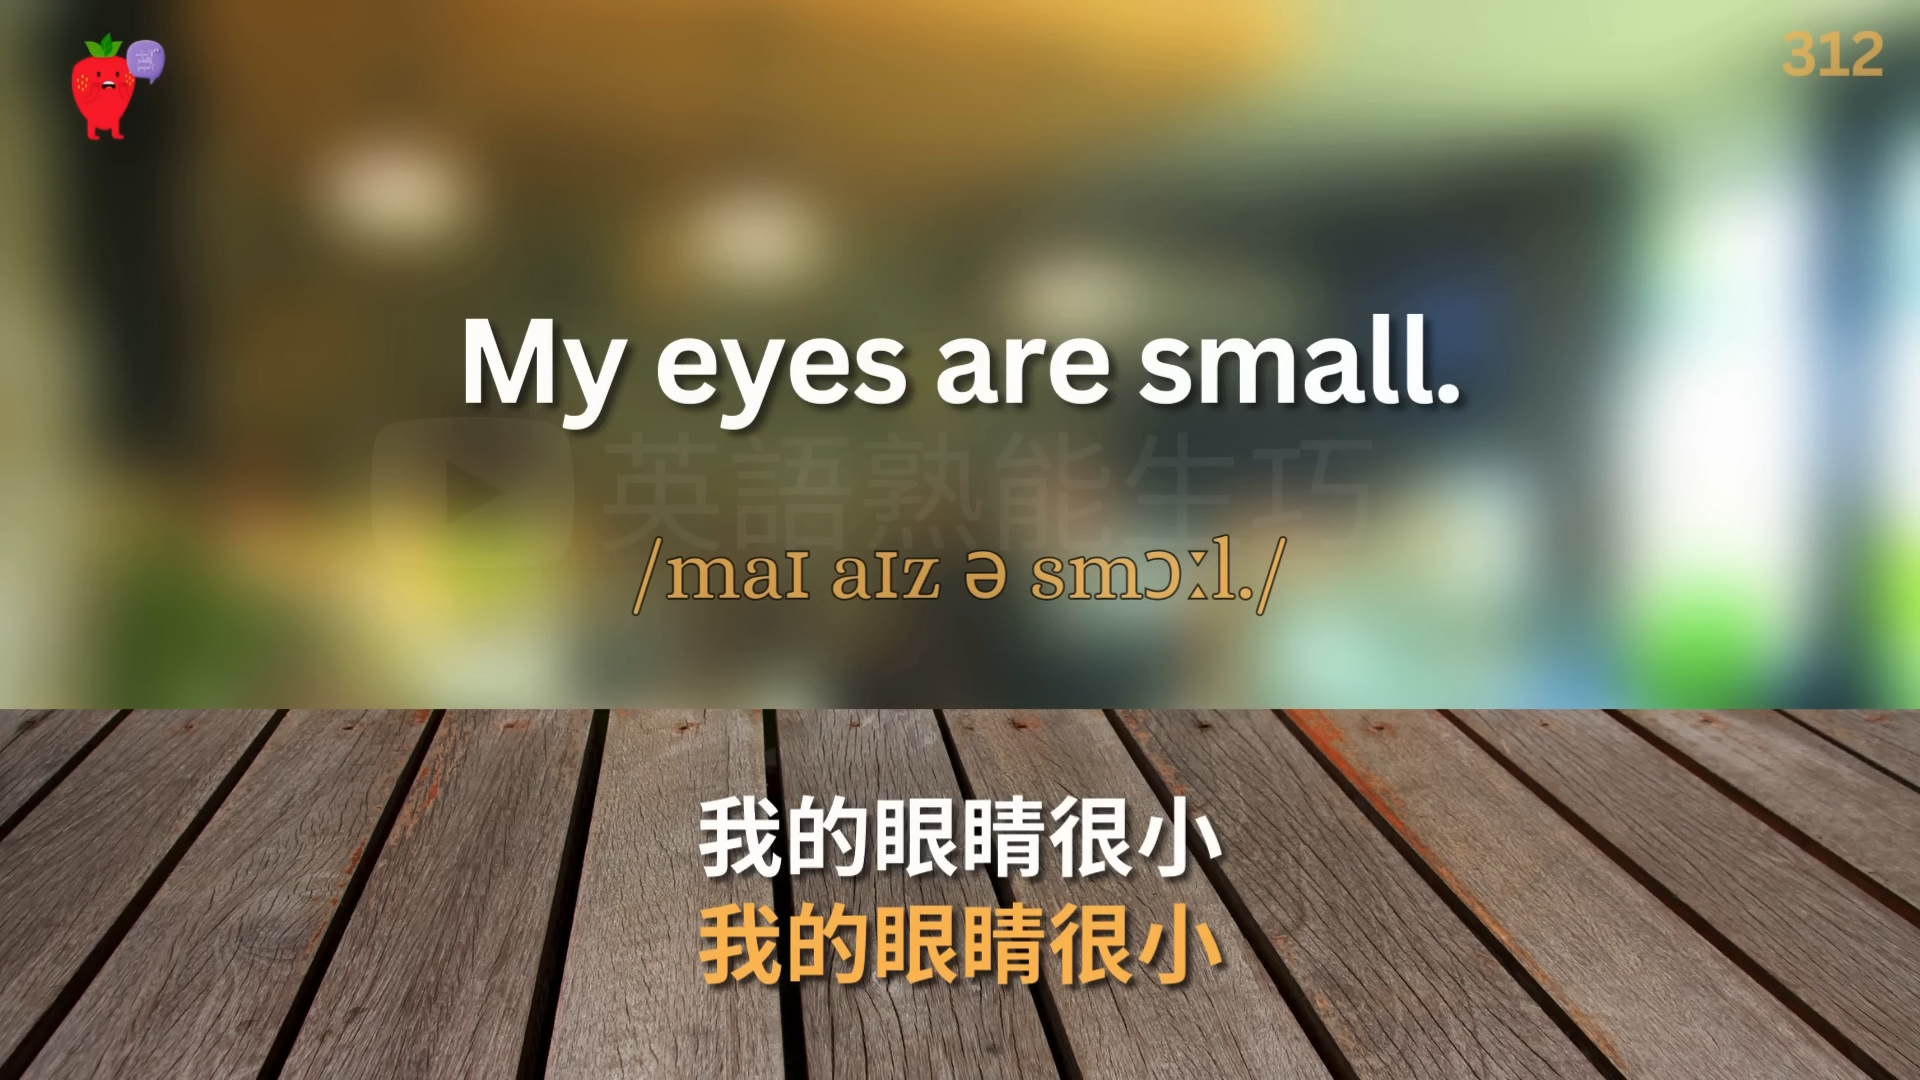 312
My eyes are small.
英語熟能生巧
/maɪ aɪz ə smɔːl./
我的眼睛很小
我的眼睛很小